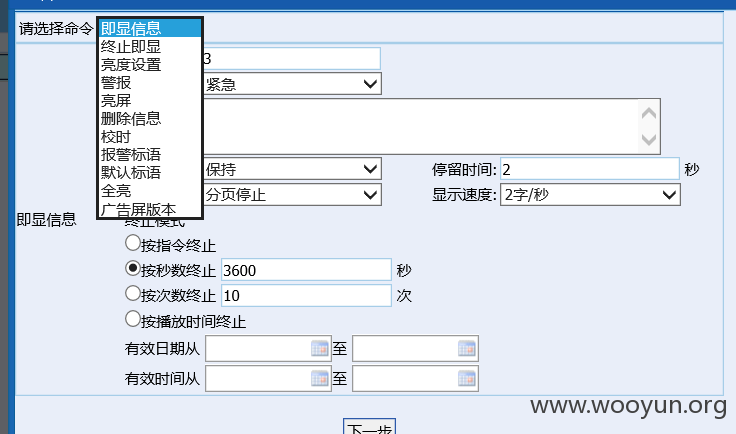 请选择命令 即显信息
终止即显
亮度设置
警报
亮屏
删除信息
校时
报警标语
默认标语
全亮
广告屏版本
3
紧急
保持 停留时间: 2 秒
分页停止 显示速度: 2字/秒
即显信息
终止模式
按指令终止
按秒数终止 3600 秒
按次数终止 10 次
按播放时间终止
有效日期从 至
有效时间从 至
www.wooyun.org
下一步